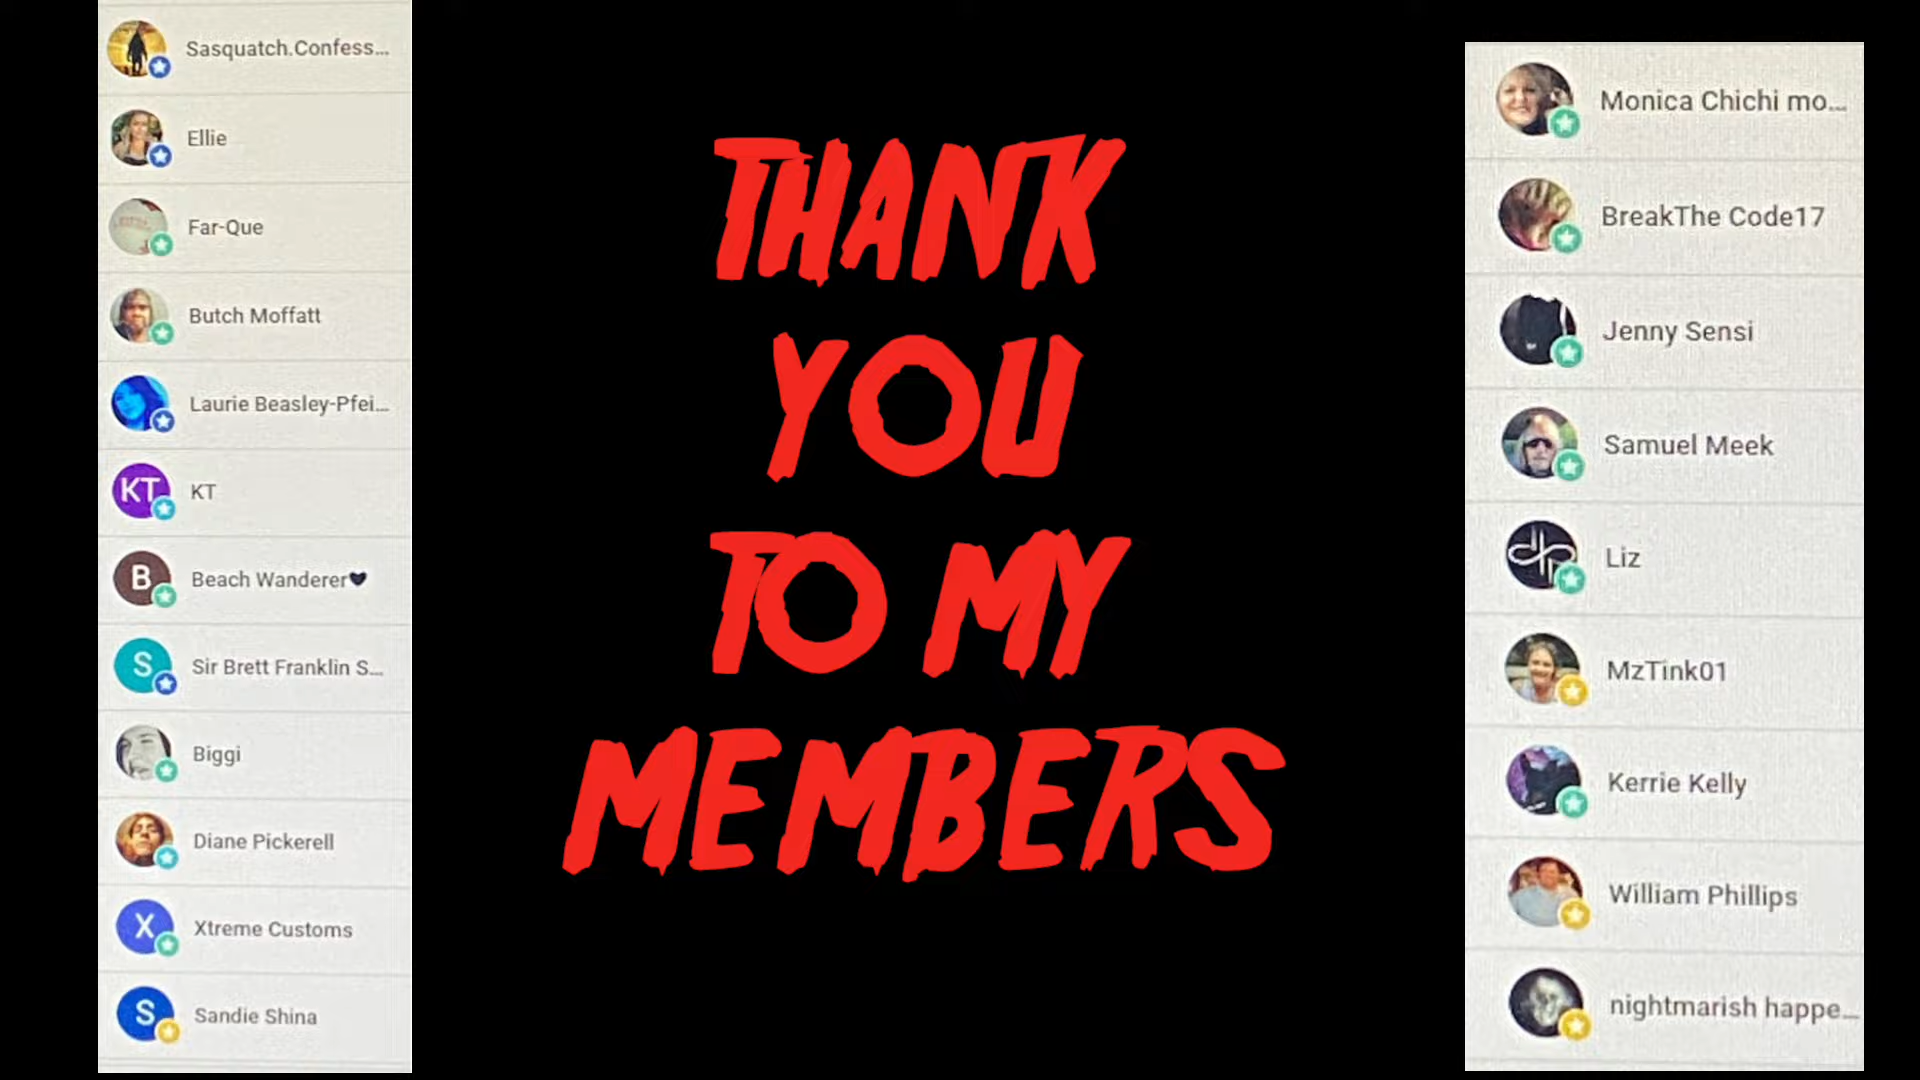 Sasquatch.Confess...
Ellie
Far-Que
Butch Moffatt
Laurie Beasley-Pfei...
KT
KT
B
Beach Wanderer🖤
S
Sir Brett Franklin S...
Biggi
Diane Pickerell
X
Xtreme Customs
S
Sandie Shina
THANK
YOU
TO MY
MEMBERS
Monica Chichi mo...
BreakThe Code17
Jenny Sensi
Samuel Meek
Liz
MzTink01
Kerrie Kelly
William Phillips
nightmarish happe...